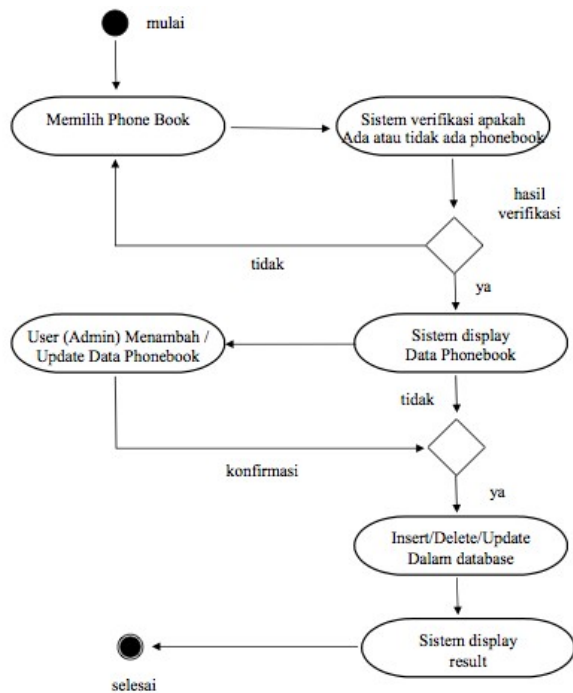 mulai
Memilih Phone Book
Sistem verifikasi apakah
Ada atau tidak ada phonebook
hasil
verifikasi
tidak
ya
User (Admin) Menambah /
Update Data Phonebook
Sistem display
Data Phonebook
tidak
konfirmasi
ya
Insert/Delete/Update
Dalam database
Sistem display
result
selesai